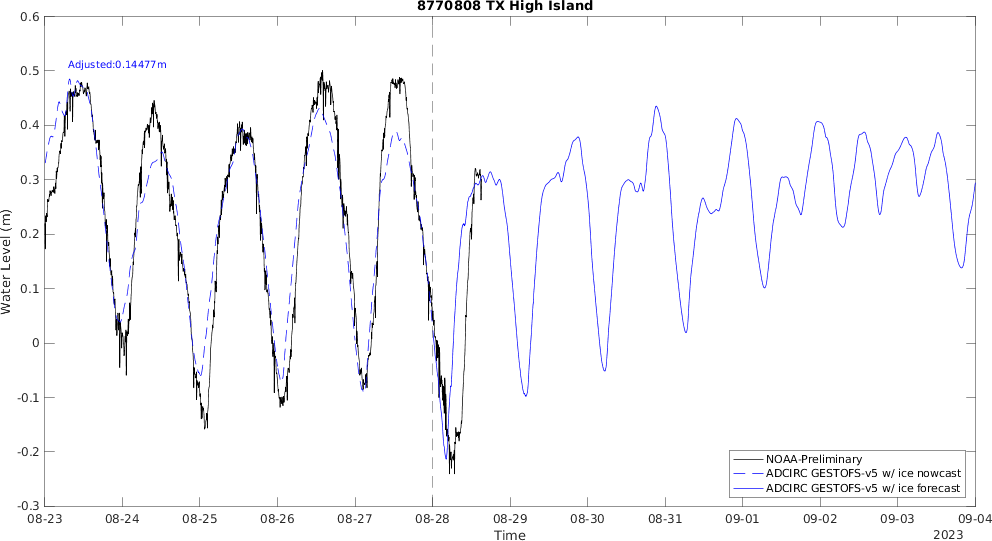 8770808 TX High Island
0.6
0.5
0.4
0.3
0.2
0.1
0
-0.1
-0.2
-0.3
Water Level (m)
Adjusted:0.14477m
NOAA-Preliminary
ADCIRC GESTOFS-v5 w/ ice nowcast
ADCIRC GESTOFS-v5 w/ ice forecast
08-23 08-24 08-25 08-26 08-27 08-28 08-29 08-30 08-31 09-01 09-02 09-03 09-04
Time
2023